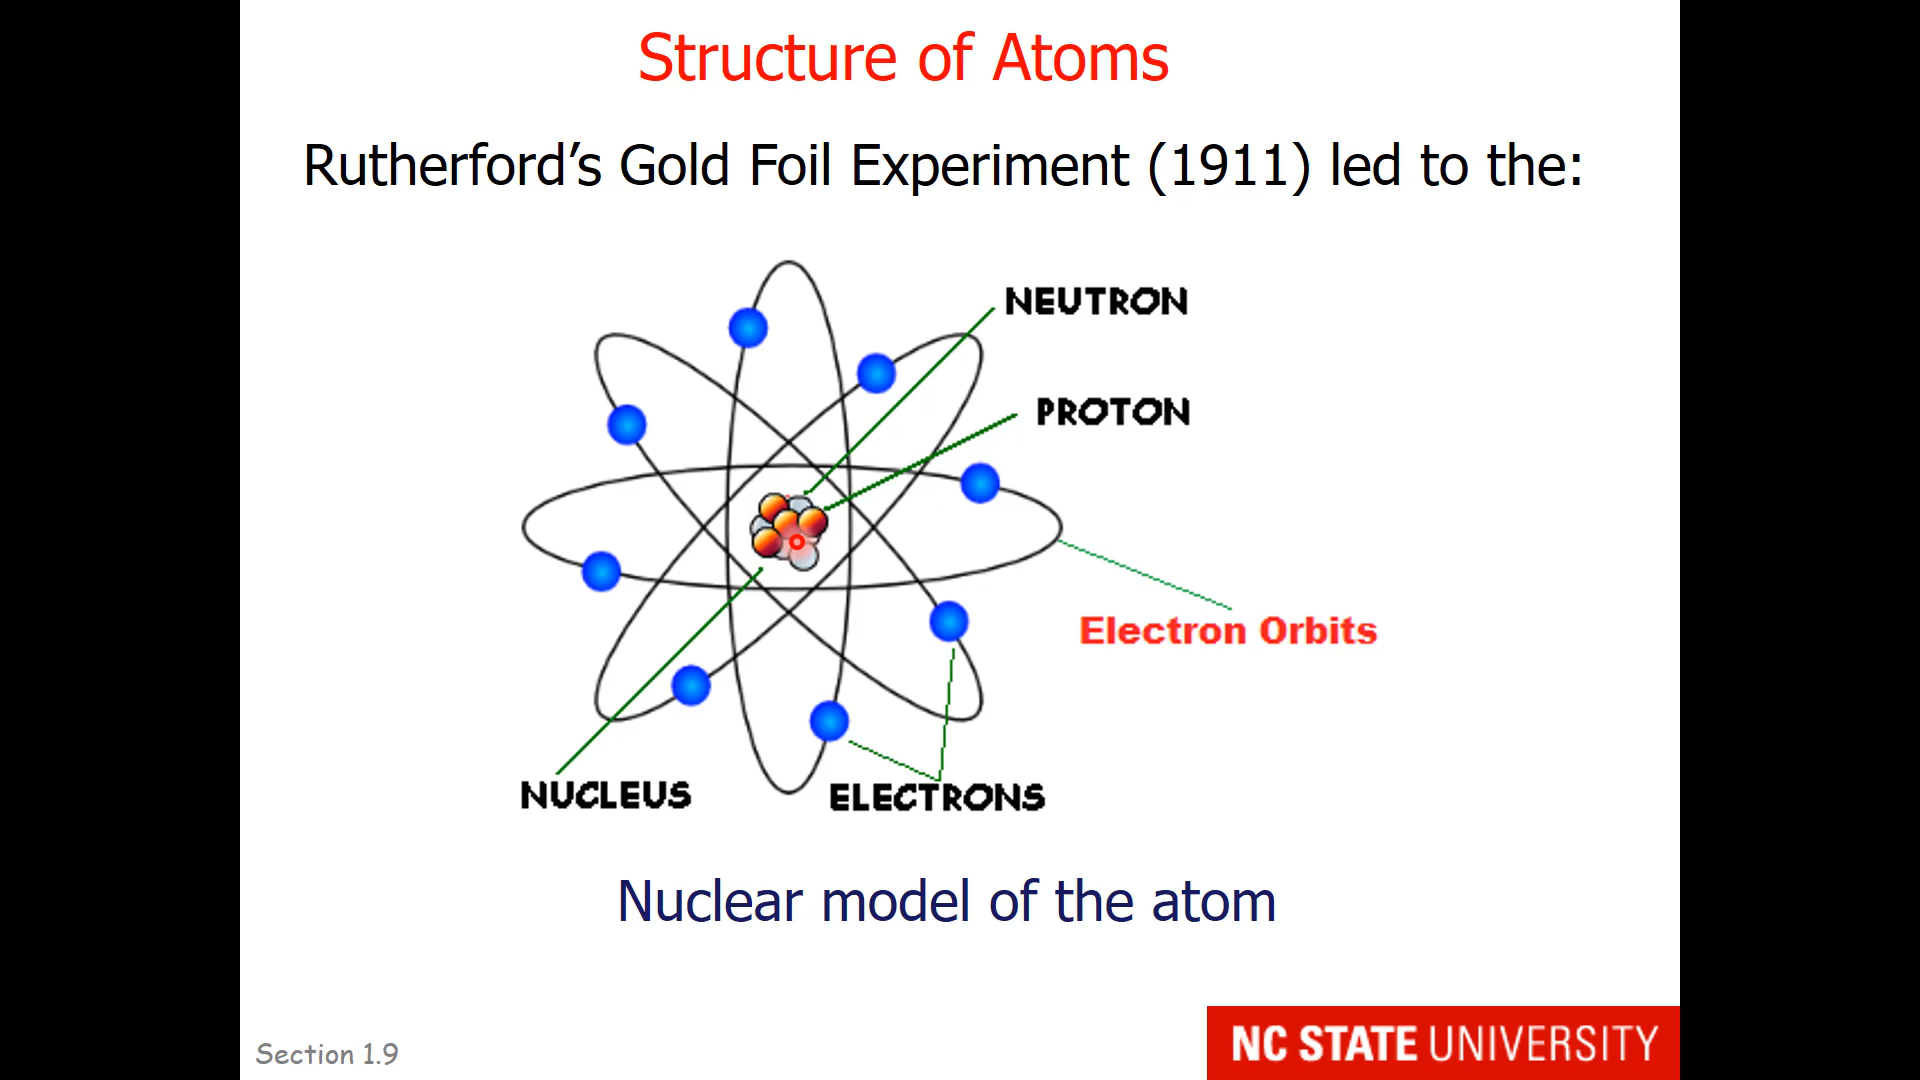 Structure of Atoms
Rutherford’s Gold Foil Experiment (1911) led to the:
NEUTRON
PROTON
Electron Orbits
NUCLEUS
ELECTRONS
Nuclear model of the atom
Section 1.9
NC STATE UNIVERSITY